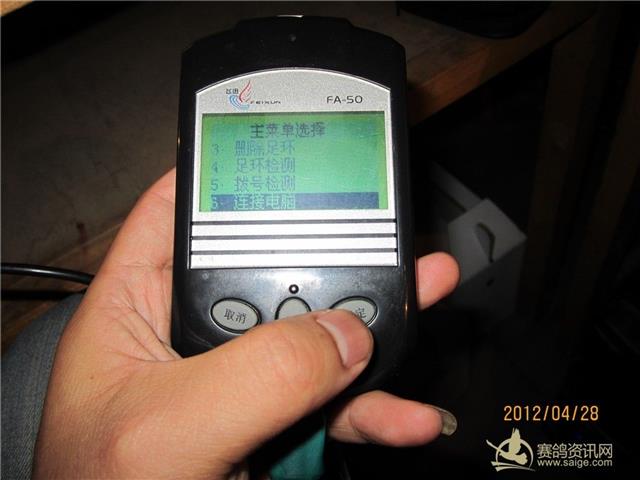 飞迅 FEIXUN FA-50
主菜单选择
3· 删除足环
4· 足环检测
5· 拨号检测
6· 连接电脑
取消
定
2012/04/28
赛鸽资讯网
www.saige.com